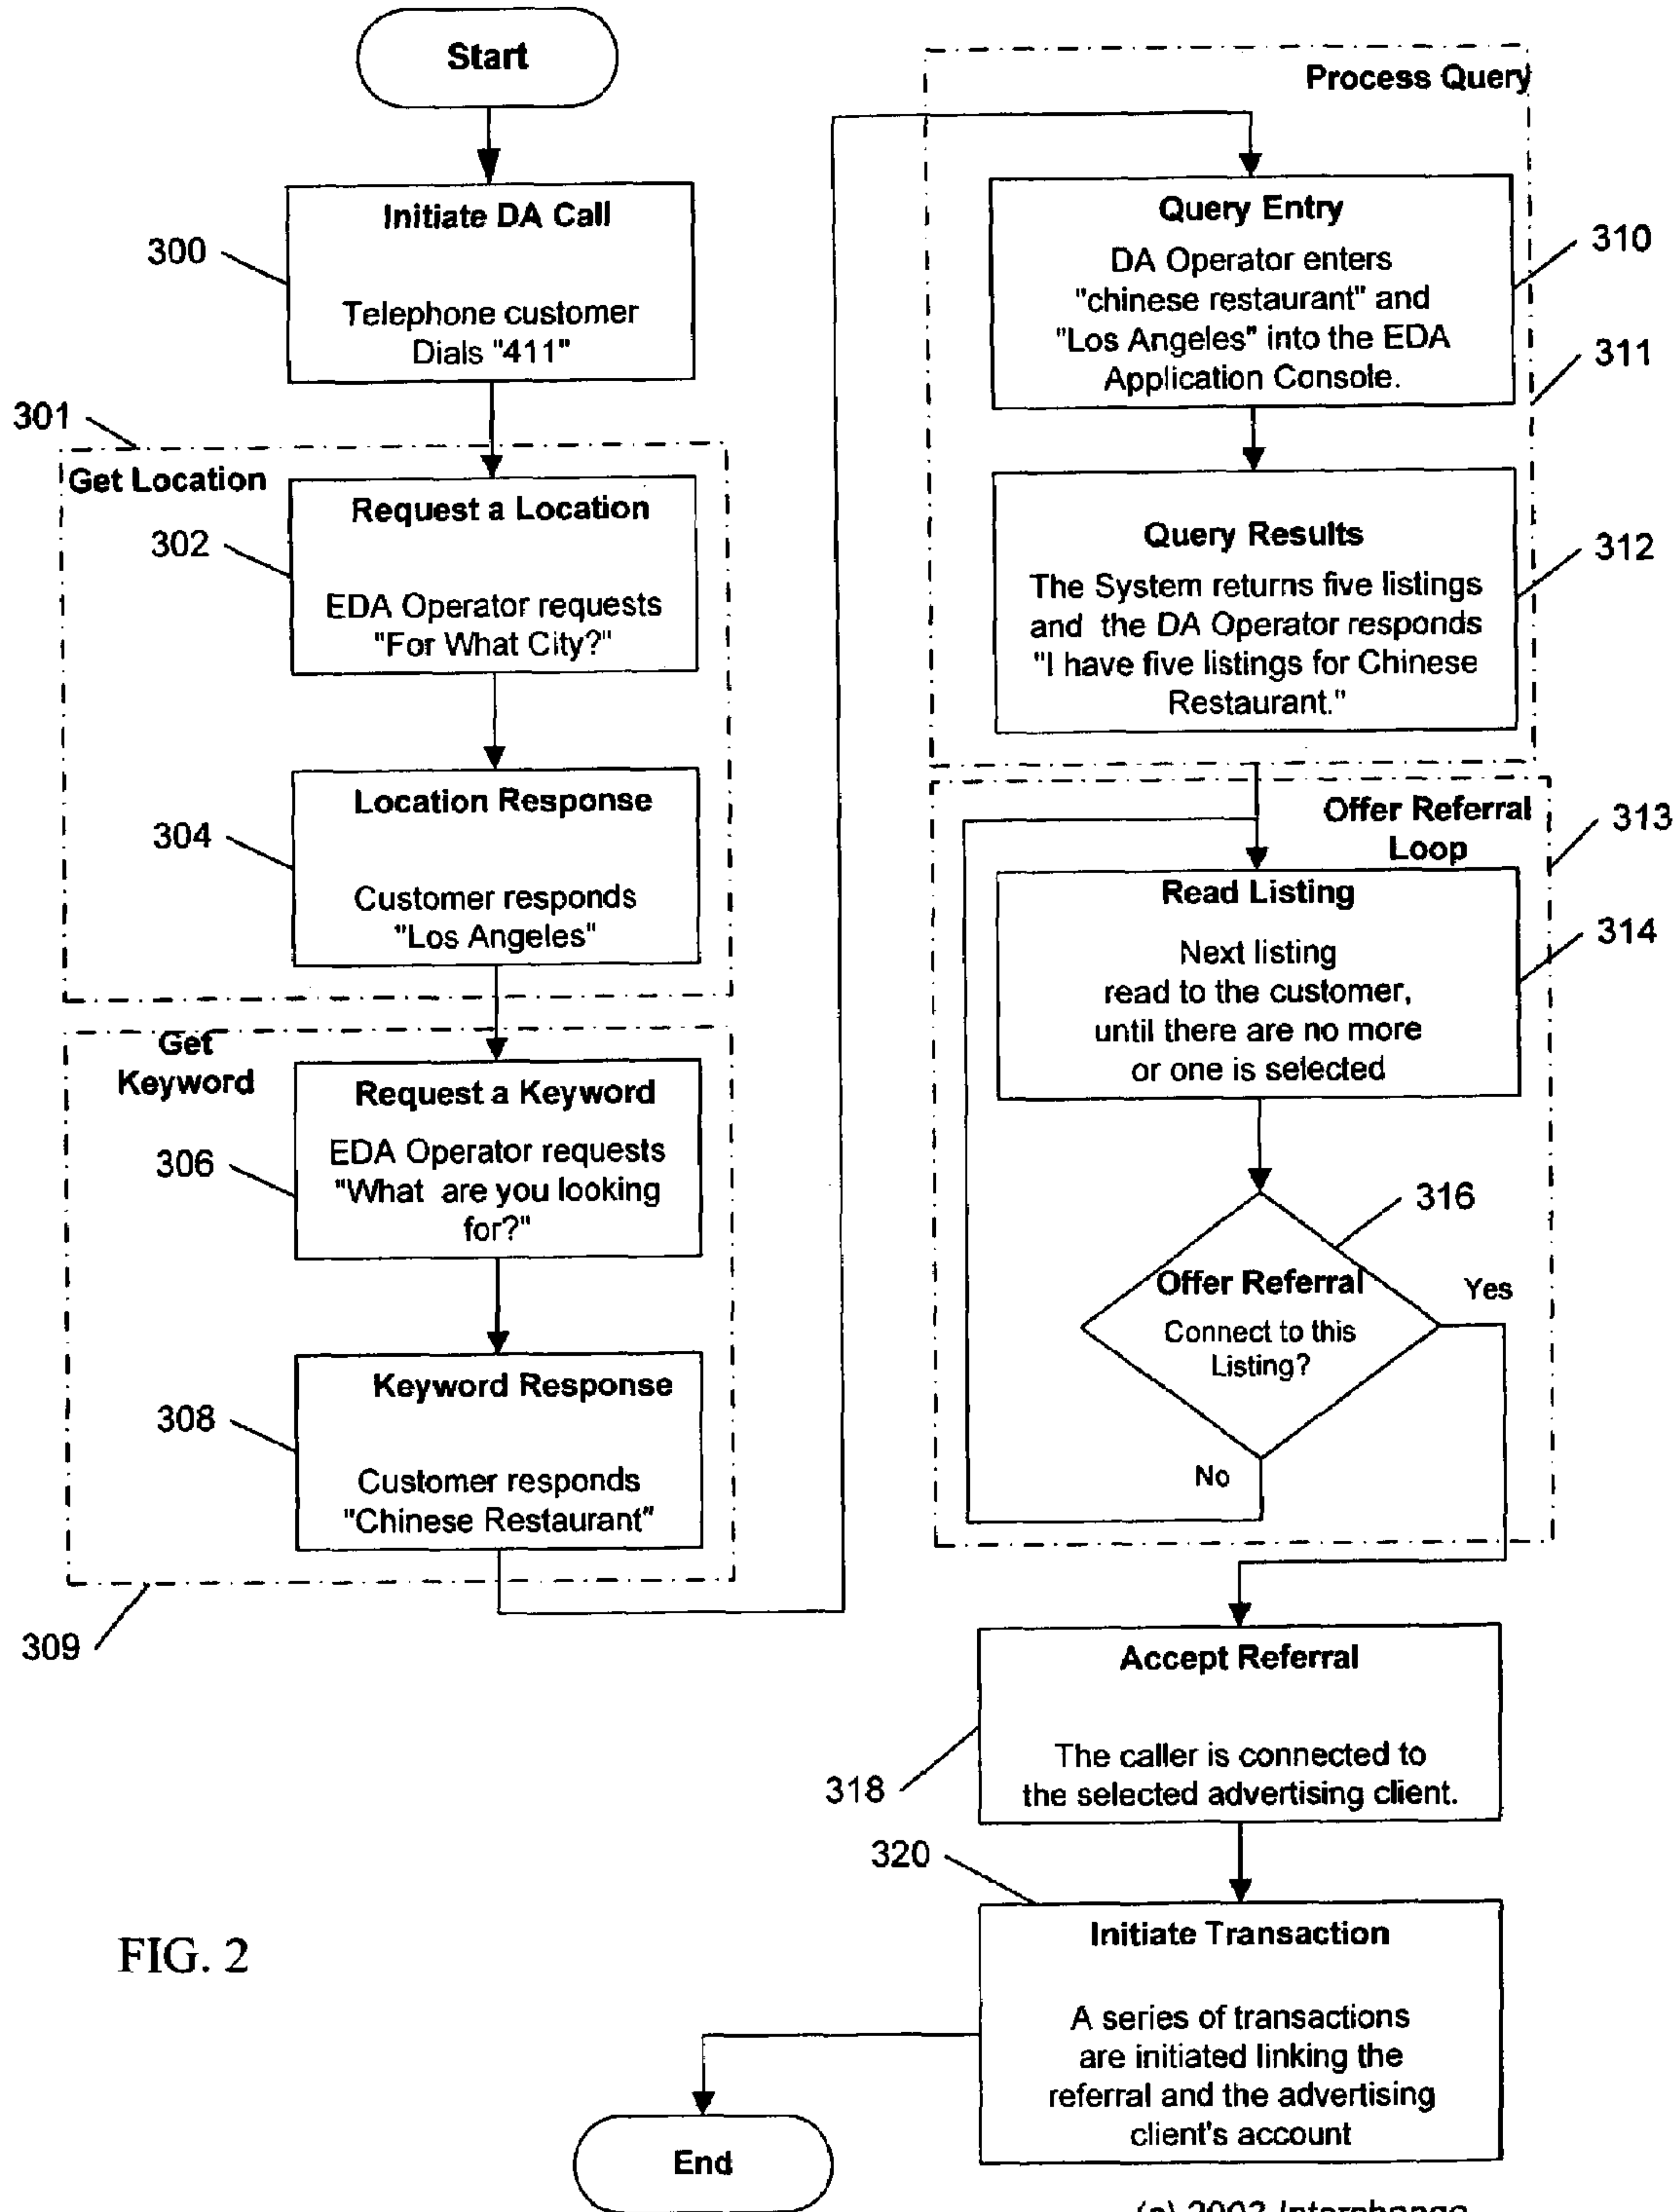 Start
Initiate DA Call
300
Telephone customer
Dials "411"
301
Get Location
Request a Location
302
EDA Operator requests
"For What City?"
Location Response
304
Customer responds
"Los Angeles"
Get
Keyword
Request a Keyword
306
EDA Operator requests
"What are you looking
for?"
Keyword Response
308
Customer responds
"Chinese Restaurant"
309
Process Query
Query Entry
310
DA Operator enters
"chinese restaurant" and
"Los Angeles" into the EDA
Application Console.
311
Query Results
312
The System returns five listings
and the DA Operator responds
"I have five listings for Chinese
Restaurant."
Offer Referral
Loop
313
Read Listing
314
Next listing
read to the customer,
until there are no more
or one is selected
316
Offer Referral
Connect to this
Listing?
Yes
No
Accept Referral
318
The caller is connected to
the selected advertising client.
320
Initiate Transaction
A series of transactions
are initiated linking the
referral and the advertising
client's account
End
FIG. 2
(c) 2003 Interchange